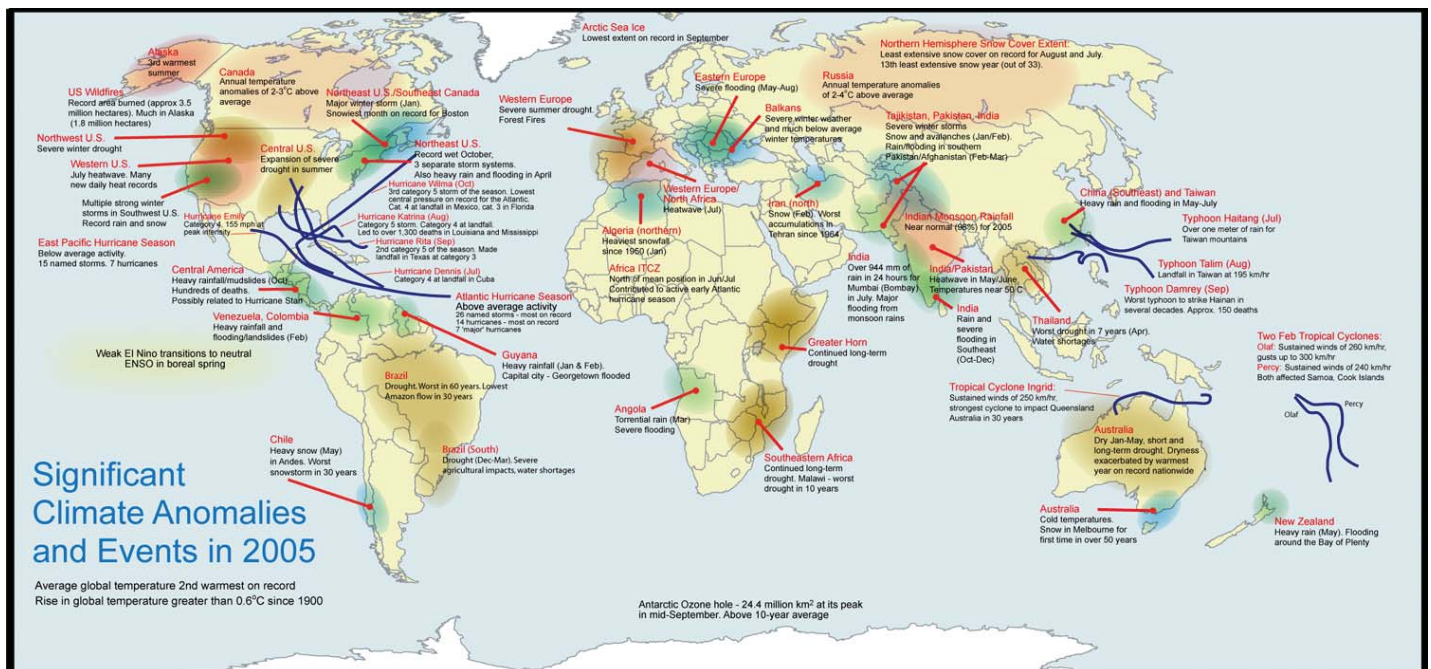 Arctic Sea Ice
Lowest extent on record in September
Alaska
3rd warmest
summer
Canada
Annual temperature
anomalies of 2-3°C above
average
US Wildfires
Record area burned (approx 3.5
million hectares). Much in Alaska
(1.8 million hectares)
Northeast U.S./Southeast Canada
Major winter storm (Jan).
Snowiest month on record for Boston
Northwest U.S.
Severe winter drought
Western U.S.
July heatwave. Many
new daily heat records
Central U.S.
Expansion of severe
drought in summer
Northeast U.S.
Record wet October,
3 separate storm systems.
Also heavy rain and flooding in April
Multiple strong winter
storms in Southwest U.S.
Record rain and snow
Hurricane Wilma (Oct)
3rd category 5 storm of the season. Lowest
central pressure on record for the Atlantic.
Cat. 4 at landfall in Mexico, cat. 3 in Florida
Hurricane Emily
Category 4, 155 mph at
peak intensity
Hurricane Katrina (Aug)
Category 5 storm. Category 4 at landfall.
Led to over 1,300 deaths in Louisiana and Mississippi
Hurricane Rita (Sep)
2nd category 5 of the season. Made
landfall in Texas at category 3
Hurricane Dennis (Jul)
Category 4 at landfall in Cuba
East Pacific Hurricane Season
Below average activity.
15 named storms. 7 hurricanes
Central America
Heavy rainfall/mudslides (Oct)
Hundreds of deaths.
Possibly related to Hurricane Stan
Atlantic Hurricane Season
Above average activity
26 named storms - most on record
14 hurricanes - most on record
7 'major' hurricanes
Venezuela, Colombia
Heavy rainfall and
flooding/landslides (Feb)
Weak El Nino transitions to neutral
ENSO in boreal spring
Guyana
Heavy rainfall (Jan & Feb).
Capital city - Georgetown flooded
Brazil
Drought. Worst in 60 years. Lowest
Amazon flow in 30 years
Brazil (South)
Drought (Dec-Mar). Severe
agricultural impacts, water shortages
Chile
Heavy snow (May)
in Andes. Worst
snowstorm in 30 years
Western Europe
Severe summer drought.
Forest Fires
Eastern Europe
Severe flooding (May-Aug)
Balkans
Severe winter weather
and much below average
winter temperatures
Northern Hemisphere Snow Cover Extent:
Least extensive snow cover on record for August and July.
13th least extensive snow year (out of 33).
Russia
Annual temperature anomalies
of 2-4°C above average
Tajikistan, Pakistan, India
Severe winter storms
Snow and avalanches (Jan/Feb).
Rain/flooding in southern
Pakistan/Afghanistan (Feb-Mar)
Western Europe/
North Africa
Heatwave (Jul)
Algeria (northern)
Heaviest snowfall
since 1950 (Jan)
Iran (north)
Snow (Feb). Worst
accumulations in
Tehran since 1964
Indian Monsoon Rainfall
Near normal (98%) for 2005
China (Southeast) and Taiwan
Heavy rain and flooding in May-July
Typhoon Haitang (Jul)
Over one meter of rain for
Taiwan mountains
Typhoon Talim (Aug)
Landfall in Taiwan at 195 km/hr
Typhoon Damrey (Sep)
Worst typhoon to strike Hainan in
several decades. Approx. 150 deaths
Africa ITCZ
North of mean position in Jun/Jul
Contributed to active early Atlantic
hurricane season
India
Over 944 mm of
rain in 24 hours for
Mumbai (Bombay)
in July. Major
flooding from
monsoon rains
India/Pakistan
Heatwave in May/June
Temperatures near 50 C
India
Rain and
severe
flooding in
Southeast
(Oct-Dec)
Thailand
Worst drought in 7 years (Apr).
Water shortages
Greater Horn
Continued long-term
drought
Angola
Torrential rain (Mar)
Severe flooding
Southeastern Africa
Continued long-term
drought. Malawi - worst
drought in 10 years
Two Feb Tropical Cyclones:
Olaf: Sustained winds of 260 km/hr,
gusts up to 300 km/hr
Percy: Sustained winds of 240 km/hr
Both affected Samoa, Cook Islands
Tropical Cyclone Ingrid:
Sustained winds of 250 km/hr,
strongest cyclone to impact Queensland
Australia in 30 years
Olaf
Percy
Australia
Dry Jan-May, short and
long-term drought. Dryness
exacerbated by warmest
year on record nationwide
Australia
Cold temperatures.
Snow in Melbourne for
first time in over 50 years
New Zealand
Heavy rain (May). Flooding
around the Bay of Plenty
Significant
Climate Anomalies
and Events in 2005
Average global temperature 2nd warmest on record
Rise in global temperature greater than 0.6°C since 1900
Antarctic Ozone hole - 24.4 million km² at its peak
in mid-September. Above 10-year average